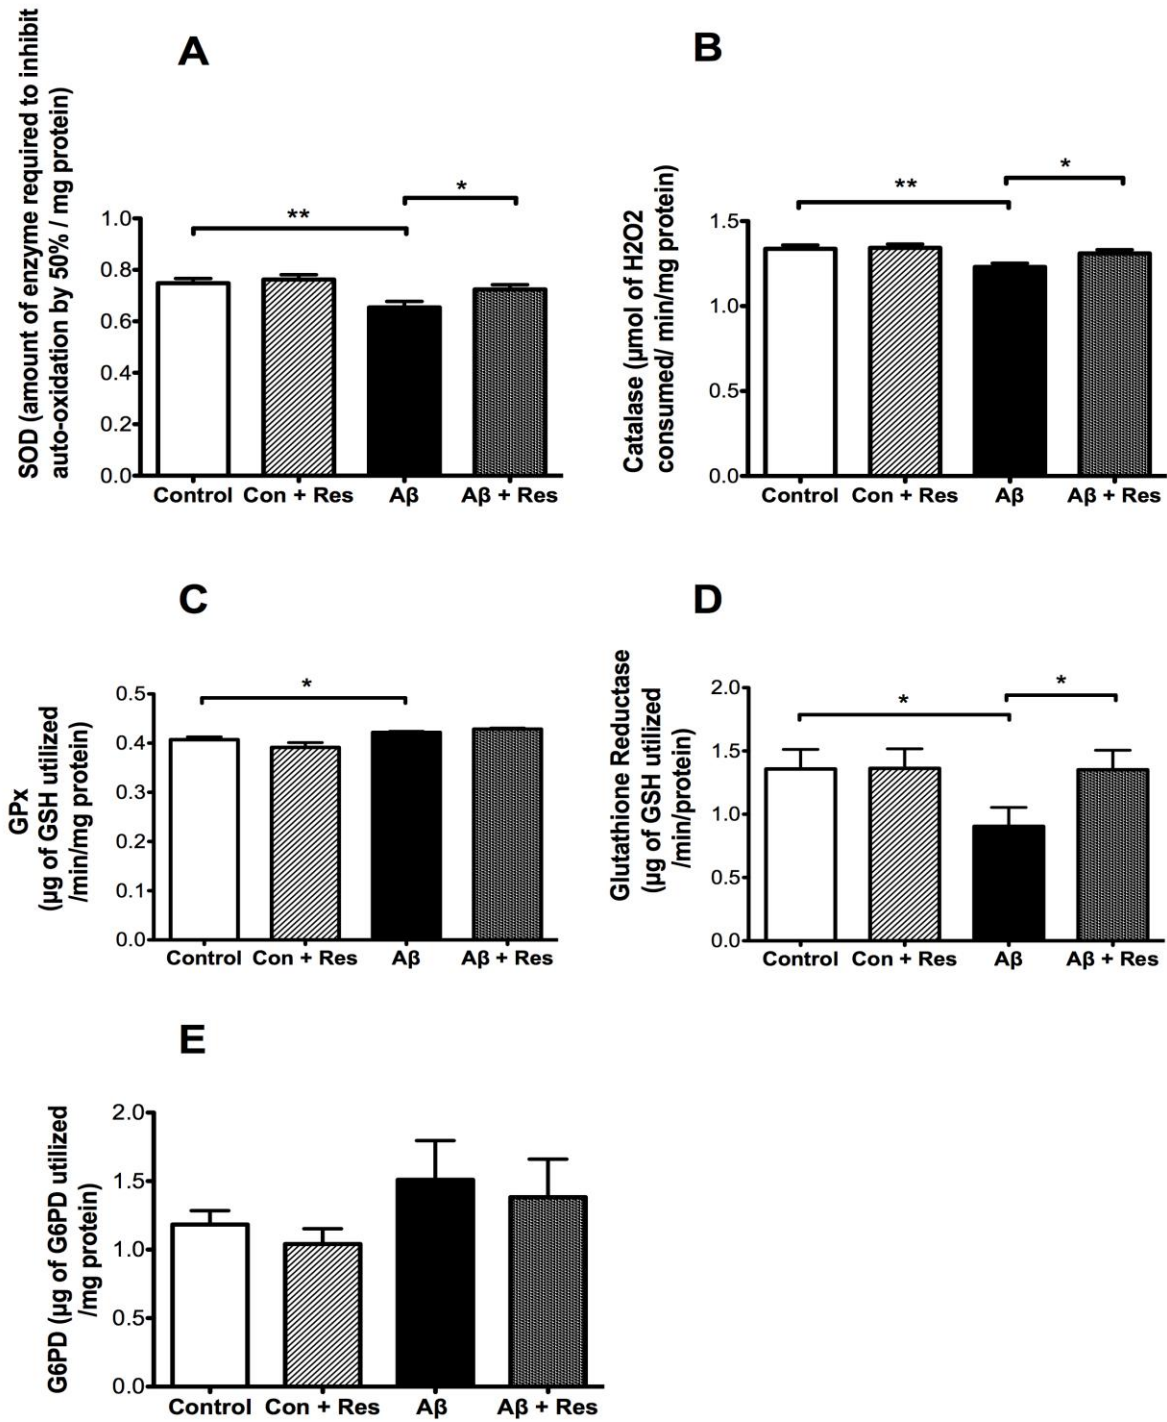 A
SOD (amount of enzyme required to inhibit
auto-oxidation by 50% / mg protein)
1.0
0.8
0.6
0.4
0.2
0.0
**
*
Control Con + Res Aβ Aβ + Res
B
Catalase (µmol of H2O2
consumed/ min/mg protein)
1.5
1.0
0.5
0.0
**
*
Control Con + Res Aβ Aβ + Res
C
GPx
(µg of GSH utilized
/min/mg protein)
0.5
0.4
0.3
0.2
0.1
0.0
*
Control Con + Res Aβ Aβ + Res
D
Glutathione Reductase
(µg of GSH utilized
/min/protein)
2.0
1.5
1.0
0.5
0.0
*
*
Control Con + Res Aβ Aβ + Res
E
G6PD (µg of G6PD utilized
/mg protein)
2.0
1.5
1.0
0.5
0.0
Control Con + Res Aβ Aβ + Res